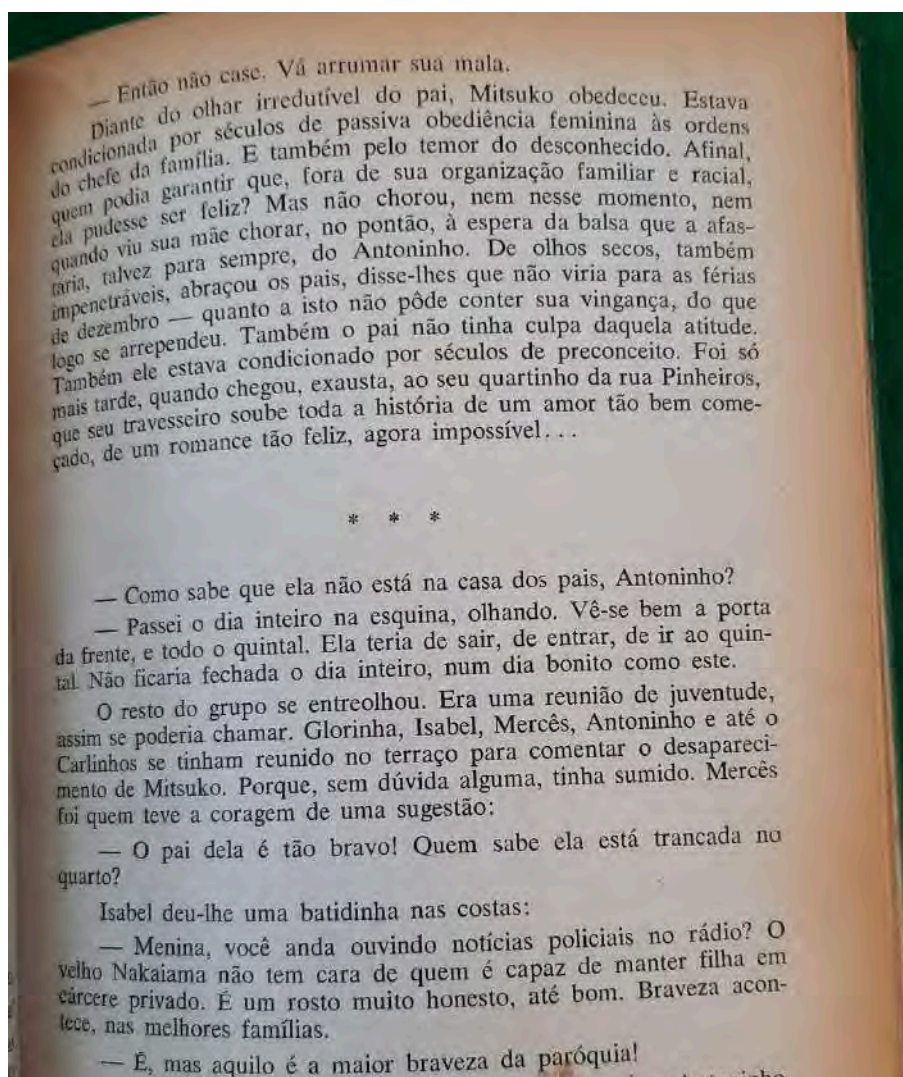 — Então não case. Vá arrumar sua mala.
Diante do olhar irredutível do pai, Mitsuko obedeceu. Estava
condicionada por séculos de passiva obediência feminina às ordens
do chefe da família. E também pelo temor do desconhecido. Afinal,
quem podia garantir que, fora de sua organização familiar e racial,
ela pudesse ser feliz? Mas não chorou, nem nesse momento, nem
quando viu sua mãe chorar, no pontão, à espera da balsa que a afas-
taria, talvez para sempre, do Antoninho. De olhos secos, também
impenetráveis, abraçou os pais, disse-lhes que não viria para as férias
de dezembro — quanto a isto não pôde conter sua vingança, do que
logo se arrependeu. Também o pai não tinha culpa daquela atitude.
Também ele estava condicionado por séculos de preconceito. Foi só
mais tarde, quando chegou, exausta, ao seu quartinho da rua Pinheiros,
que seu travesseiro soube toda a história de um amor tão bem come-
çado, de um romance tão feliz, agora impossível...
* * *
— Como sabe que ela não está na casa dos pais, Antoninho?
— Passei o dia inteiro na esquina, olhando. Vê-se bem a porta
da frente, e todo o quintal. Ela teria de sair, de entrar, de ir ao quin-
tal. Não ficaria fechada o dia inteiro, num dia bonito como este.
O resto do grupo se entreolhou. Era uma reunião de juventude,
assim se poderia chamar. Glorinha, Isabel, Mercês, Antoninho e até o
Carlinhos se tinham reunido no terraço para comentar o desapareci-
mento de Mitsuko. Porque, sem dúvida alguma, tinha sumido. Mercês
foi quem teve a coragem de uma sugestão:
— O pai dela é tão bravo! Quem sabe ela está trancada no
quarto?
Isabel deu-lhe uma batidinha nas costas:
— Menina, você anda ouvindo notícias policiais no rádio? O
velho Nakaiama não tem cara de quem é capaz de manter filha em
cárcere privado. É um rosto muito honesto, até bom. Braveza acon-
tece, nas melhores famílias.
— É, mas aquilo é a maior braveza da paróquia!